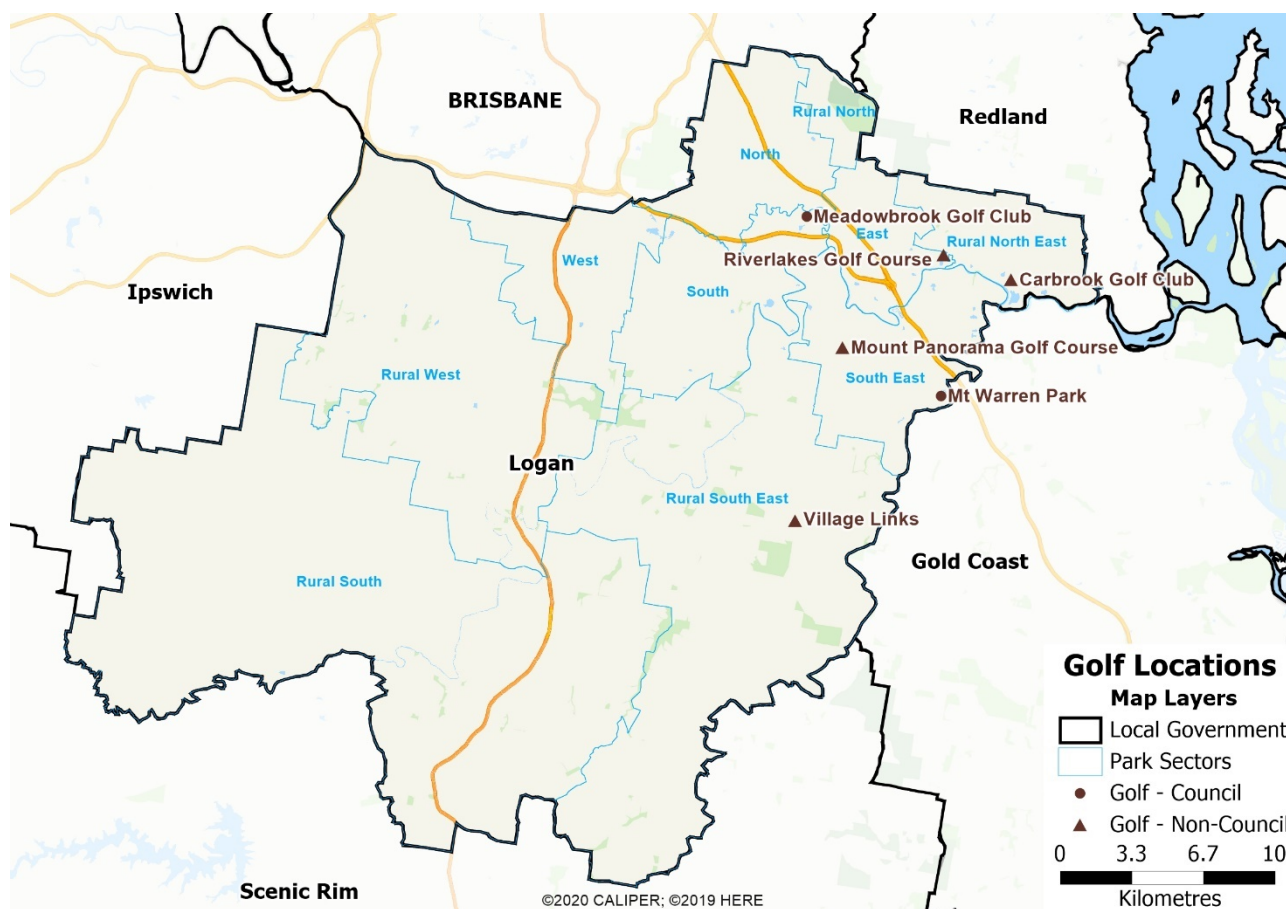 BRISBANE
Redland
Rural North
North
Meadowbrook Golf Club
East
Rural North East
Riverlakes Golf Course
West
Carbrook Golf Club
Ipswich
South
Mount Panorama Golf Course
Rural West
South East
Mt Warren Park
Logan
Rural South East
Village Links
Gold Coast
Rural South
Scenic Rim
©2020 CALIPER; ©2019 HERE
Golf Locations
Map Layers
Local Government
Park Sectors
Golf - Council
Golf - Non-Council
0 3.3 6.7 10
Kilometres